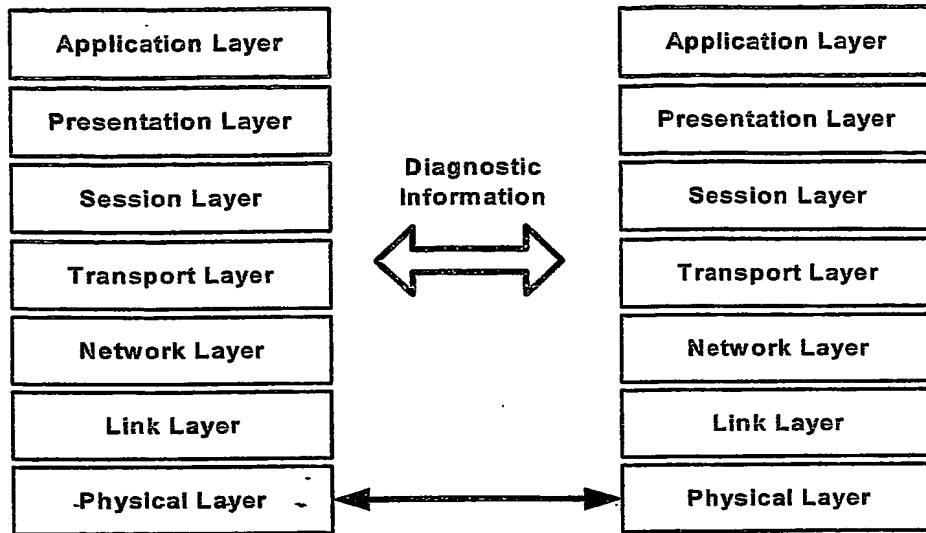 Application Layer
Presentation Layer
Session Layer
Transport Layer
Network Layer
Link Layer
Physical Layer
Diagnostic
Information
Application Layer
Presentation Layer
Session Layer
Transport Layer
Network Layer
Link Layer
Physical Layer